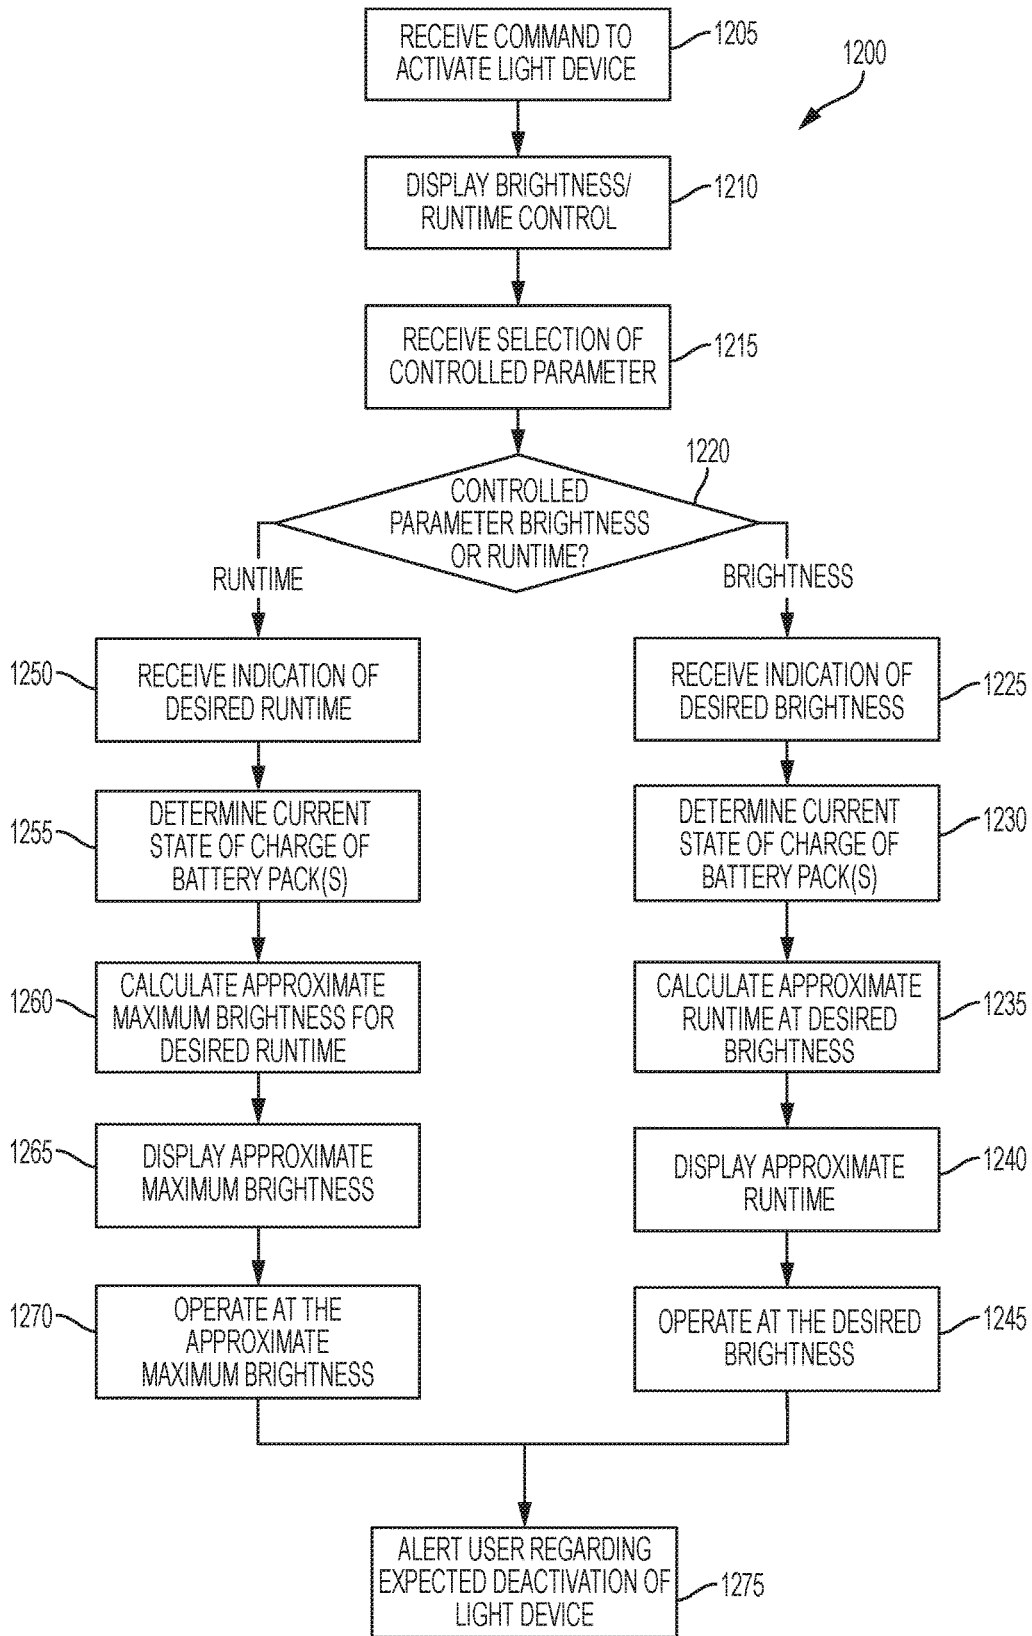 RECEIVE COMMAND TO
ACTIVATE LIGHT DEVICE
1205
1200
DISPLAY BRIGHTNESS/
RUNTIME CONTROL
1210
RECEIVE SELECTION OF
CONTROLLED PARAMETER
1215
1220
CONTROLLED
PARAMETER BRIGHTNESS
OR RUNTIME?
RUNTIME
BRIGHTNESS
1250
RECEIVE INDICATION OF
DESIRED RUNTIME
RECEIVE INDICATION OF
DESIRED BRIGHTNESS
1225
1255
DETERMINE CURRENT
STATE OF CHARGE OF
BATTERY PACK(S)
DETERMINE CURRENT
STATE OF CHARGE OF
BATTERY PACK(S)
1230
1260
CALCULATE APPROXIMATE
MAXIMUM BRIGHTNESS FOR
DESIRED RUNTIME
CALCULATE APPROXIMATE
RUNTIME AT DESIRED
BRIGHTNESS
1235
1265
DISPLAY APPROXIMATE
MAXIMUM BRIGHTNESS
DISPLAY APPROXIMATE
RUNTIME
1240
1270
OPERATE AT THE
APPROXIMATE
MAXIMUM BRIGHTNESS
OPERATE AT THE DESIRED
BRIGHTNESS
1245
ALERT USER REGARDING
EXPECTED DEACTIVATION OF
LIGHT DEVICE
1275